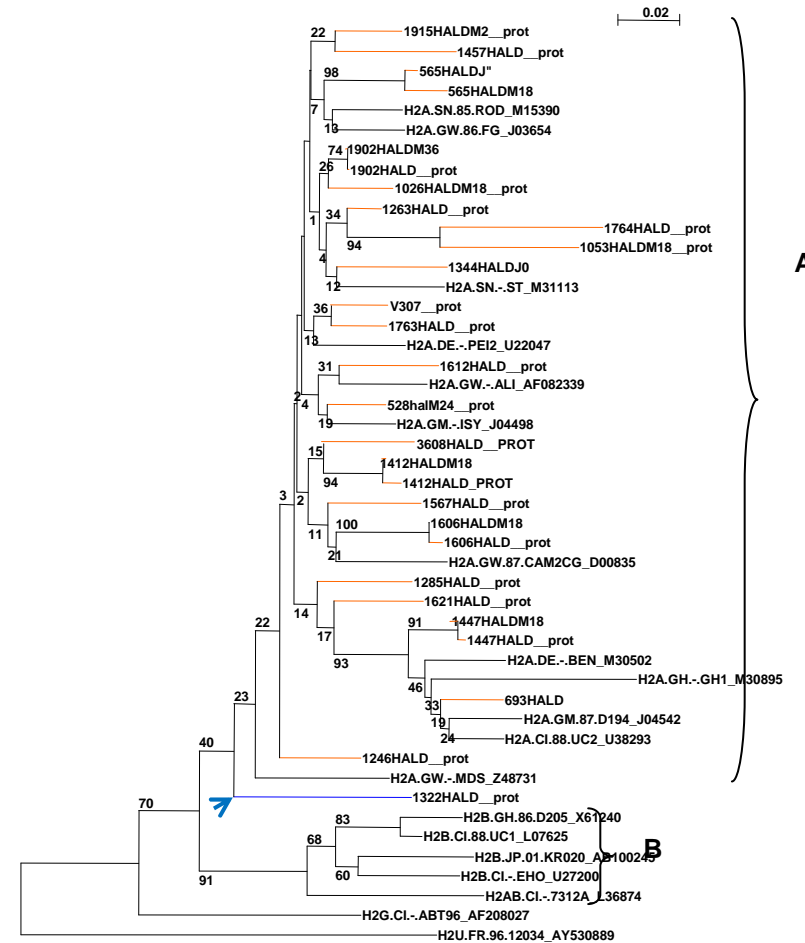 0.02
22
1915HALDM2__prot
1457HALD__prot
98
565HALDJ"
565HALDM18
7
H2A.SN.85.ROD_M15390
13
H2A.GW.86.FG_J03654
74
1902HALDM36
26
1902HALD__prot
1026HALDM18__prot
34
1263HALD__prot
1
1764HALD__prot
94
1053HALDM18__prot
4
1344HALDJ0
12
H2A.SN.-.ST_M31113
36
V307__prot
1763HALD__prot
13
H2A.DE.-.PEI2_U22047
31
1612HALD__prot
H2A.GW.-.ALI_AF082339
2
4
528halM24__prot
19
H2A.GM.-.ISY_J04498
15
3608HALD__PROT
1412HALDM18
94
1412HALD_PROT
3
2
1567HALD__prot
100
1606HALDM18
11
1606HALD__prot
21
H2A.GW.87.CAM2CG_D00835
1285HALD__prot
14
1621HALD__prot
91
1447HALDM18
17
1447HALD__prot
22
93
H2A.DE.-.BEN_M30502
46
H2A.GH.-.GH1_M30895
23
33
693HALD
19
H2A.GM.87.D194_J04542
24
H2A.CI.88.UC2_U38293
40
1246HALD__prot
H2A.GW.-.MDS_Z48731
1322HALD__prot
70
83
H2B.GH.86.D205_X61240
H2B.CI.88.UC1_L07625
68
H2B.JP.01.KR020_AB100245
60
H2B.CI.-.EHO_U27200
91
H2AB.CI.-.7312A_L36874
H2G.CI.-.ABT96_AF208027
H2U.FR.96.12034_AY530889
A
B